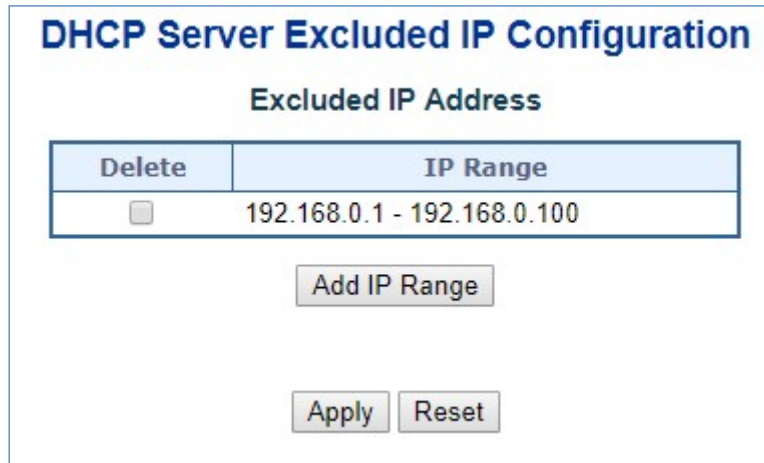 DHCP Server Excluded IP Configuration
Excluded IP Address
Delete IP Range
192.168.0.1 - 192.168.0.100
Add IP Range
Apply Reset